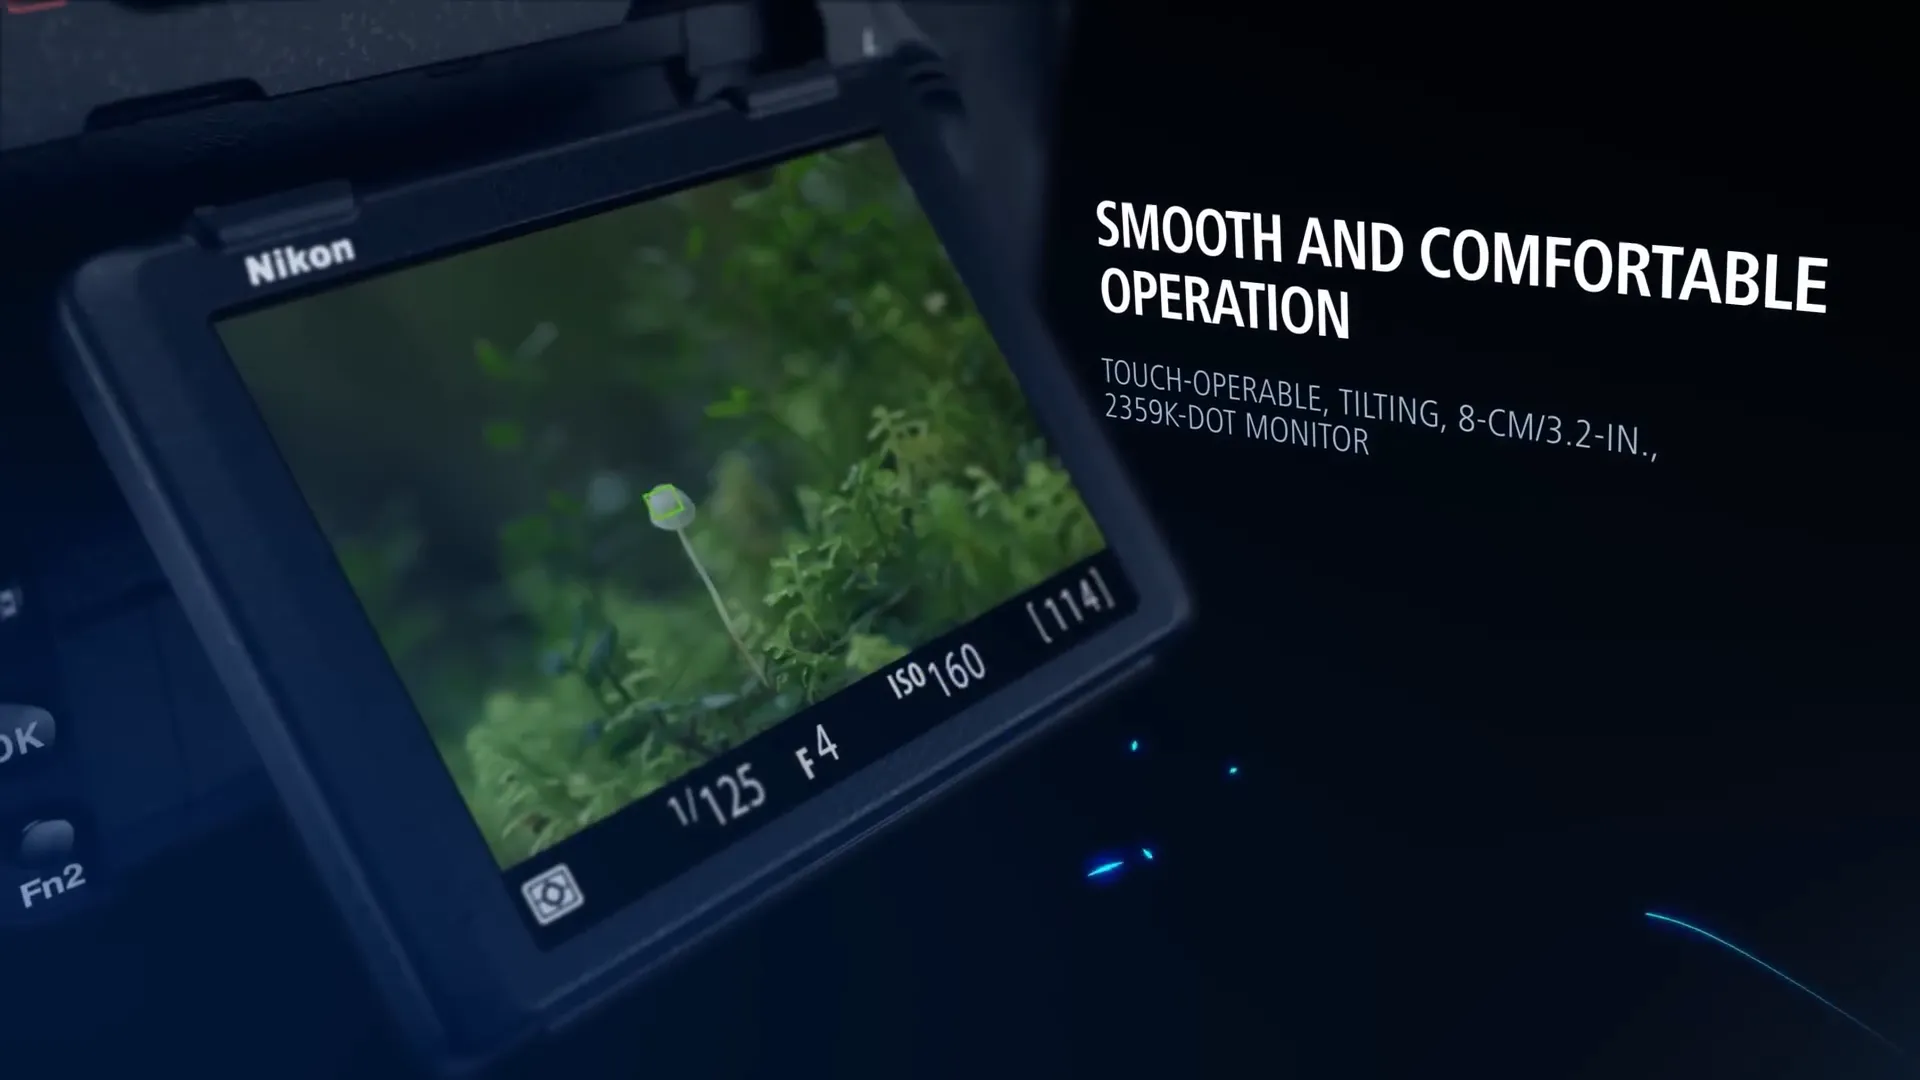 Nikon
SMOOTH AND COMFORTABLE
OPERATION
TOUCH-OPERABLE, TILTING, 8-CM/3.2-IN.,
2359K-DOT MONITOR
1/125 F4 ISO 160 [114]
OK
Fn2
L